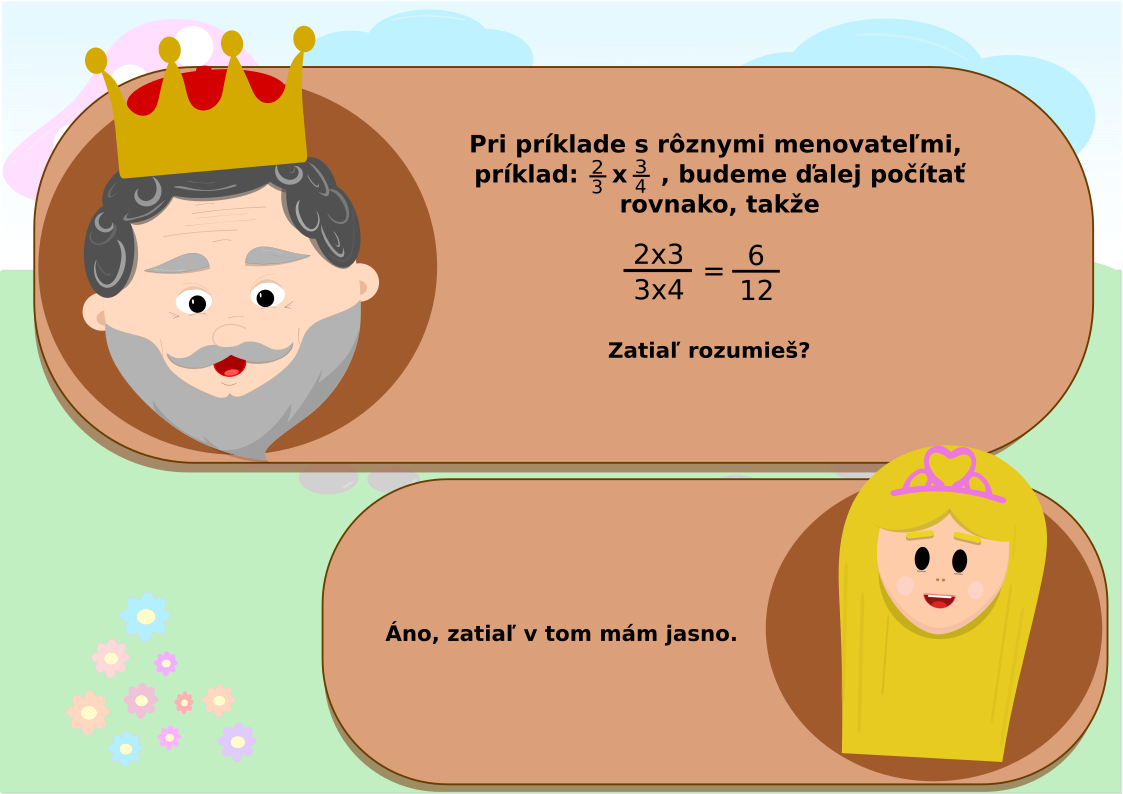 Pri príklade s rôznymi menovateľmi,
príklad: 2/3 x 3/4 , budeme ďalej počítať
rovnako, takže
2x3/3x4 = 6/12
Zatiaľ rozumieš?
Áno, zatiaľ v tom mám jasno.